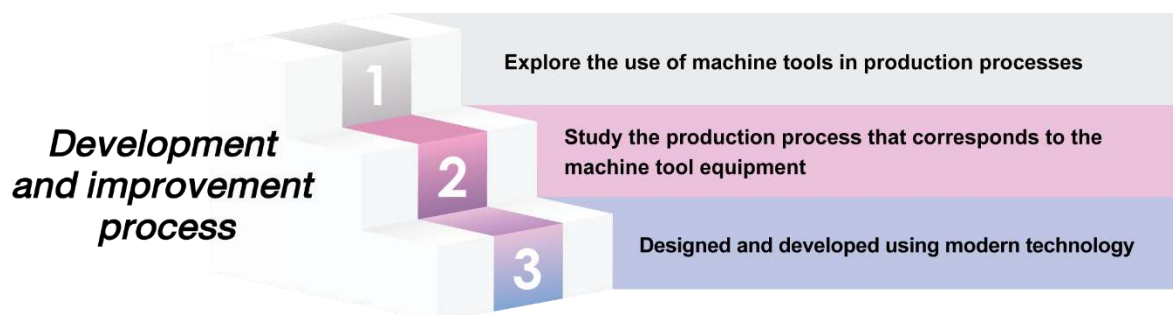 Development
and improvement
process
1
Explore the use of machine tools in production processes
2
Study the production process that corresponds to the
machine tool equipment
3
Designed and developed using modern technology